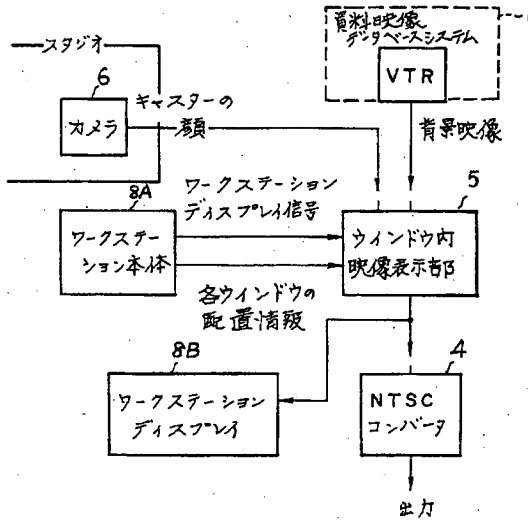 資料映像
データベースシステム
スタジオ
VTR
6
キャスターの
顔
カメラ
背景映像
8A
ワークステーション
ディスプレイ信号
5
ワークステー
ション本体
ウインドウ内
映像表示部
各ウインドウの
配置情報
8B
4
ワークステーション
ディスプレイ
NTSC
コンバータ
出力